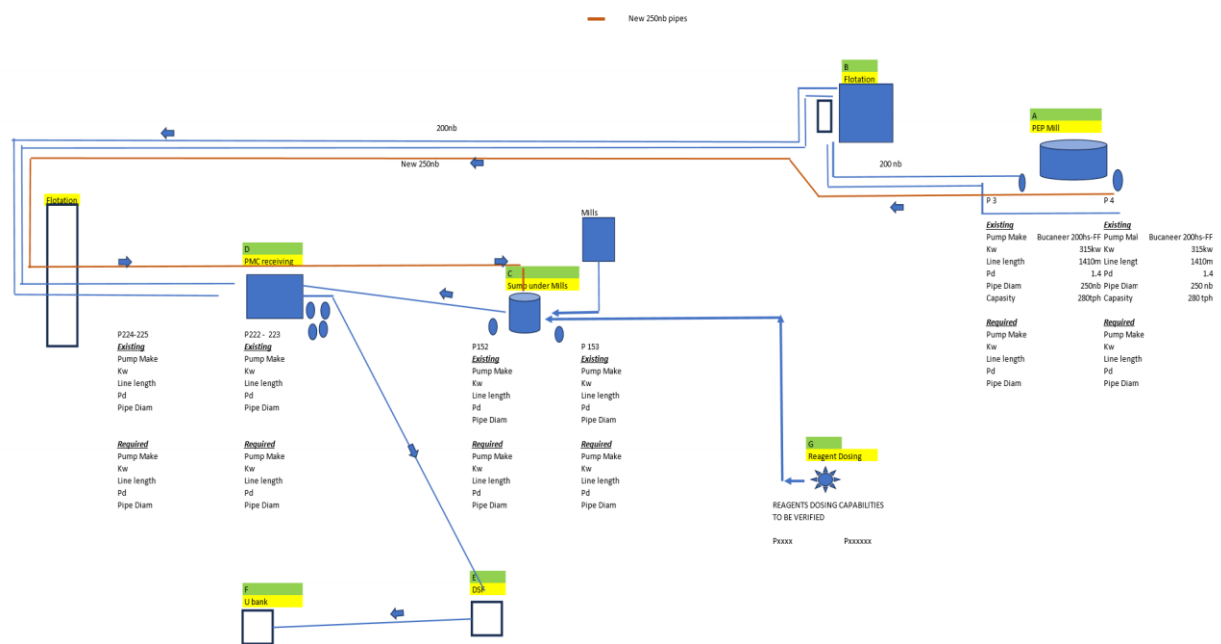 New 250nb pipes
B
Flotation
A
PEP Mill
200nb
New 250nb
200 nb
P 3
P 4
Existing
Existing
Pump Make Bucaneer 200hs-FF Pump Mal Bucaneer 200hs-FF
Kw 315kw Kw 315kw
Line length 1410m Line lengt 1410m
Pd 1.4 Pd 1.4
Pipe Diam 250nb Pipe Diam 250 nb
Capasity 280tph Capasity 280 tph
Required
Required
Pump Make Pump Make
Kw Kw
Line length Line length
Pd Pd
Pipe Diam Pipe Diam
Flotation
Mills
D
PMC receiving
C
Sump under Mills
P224-225
Existing
Pump Make
Kw
Line length
Pd
Pipe Diam
Required
Pump Make
Kw
Line length
Pd
Pipe Diam
P222 - 223
Existing
Pump Make
Kw
Line length
Pd
Pipe Diam
Required
Pump Make
Kw
Line length
Pd
Pipe Diam
P152
Existing
Pump Make
Kw
Line length
Pd
Pipe Diam
Required
Pump Make
Kw
Line length
Pd
Pipe Diam
P 153
Existing
Pump Make
Kw
Line length
Pd
Pipe Diam
Required
Pump Make
Kw
Line length
Pd
Pipe Diam
G
Reagent Dosing
REAGENTS DOSING CAPABILITIES
TO BE VERIFIED
Pxxxx Pxxxxxx
F
U bank
E
DSF